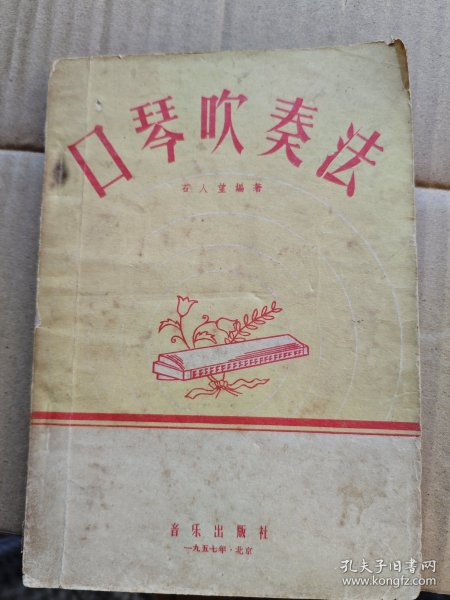 口琴吹奏法
石人望編著
音乐出版社
一九五七年·北京
孔夫子旧书网
www.kongfz.com